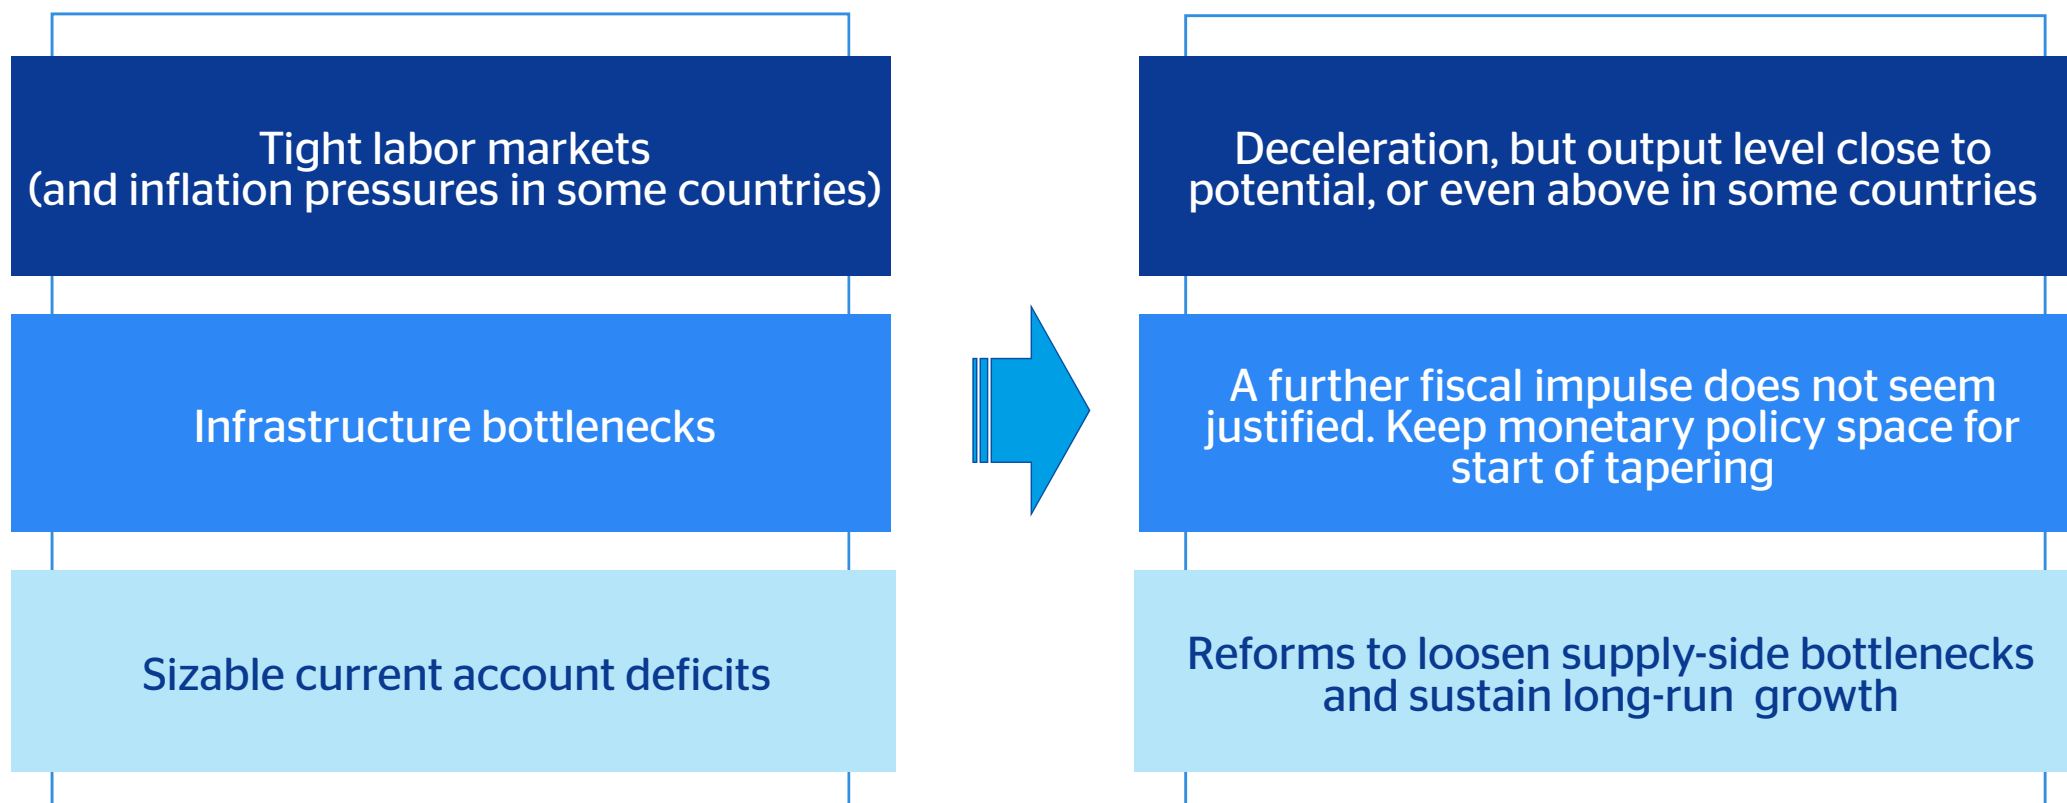 Tight labor markets
(and inflation pressures in some countries)
Infrastructure bottlenecks
Sizable current account deficits
Deceleration, but output level close to
potential, or even above in some countries
A further fiscal impulse does not seem
justified. Keep monetary policy space for
start of tapering
Reforms to loosen supply-side bottlenecks
and sustain long-run  growth